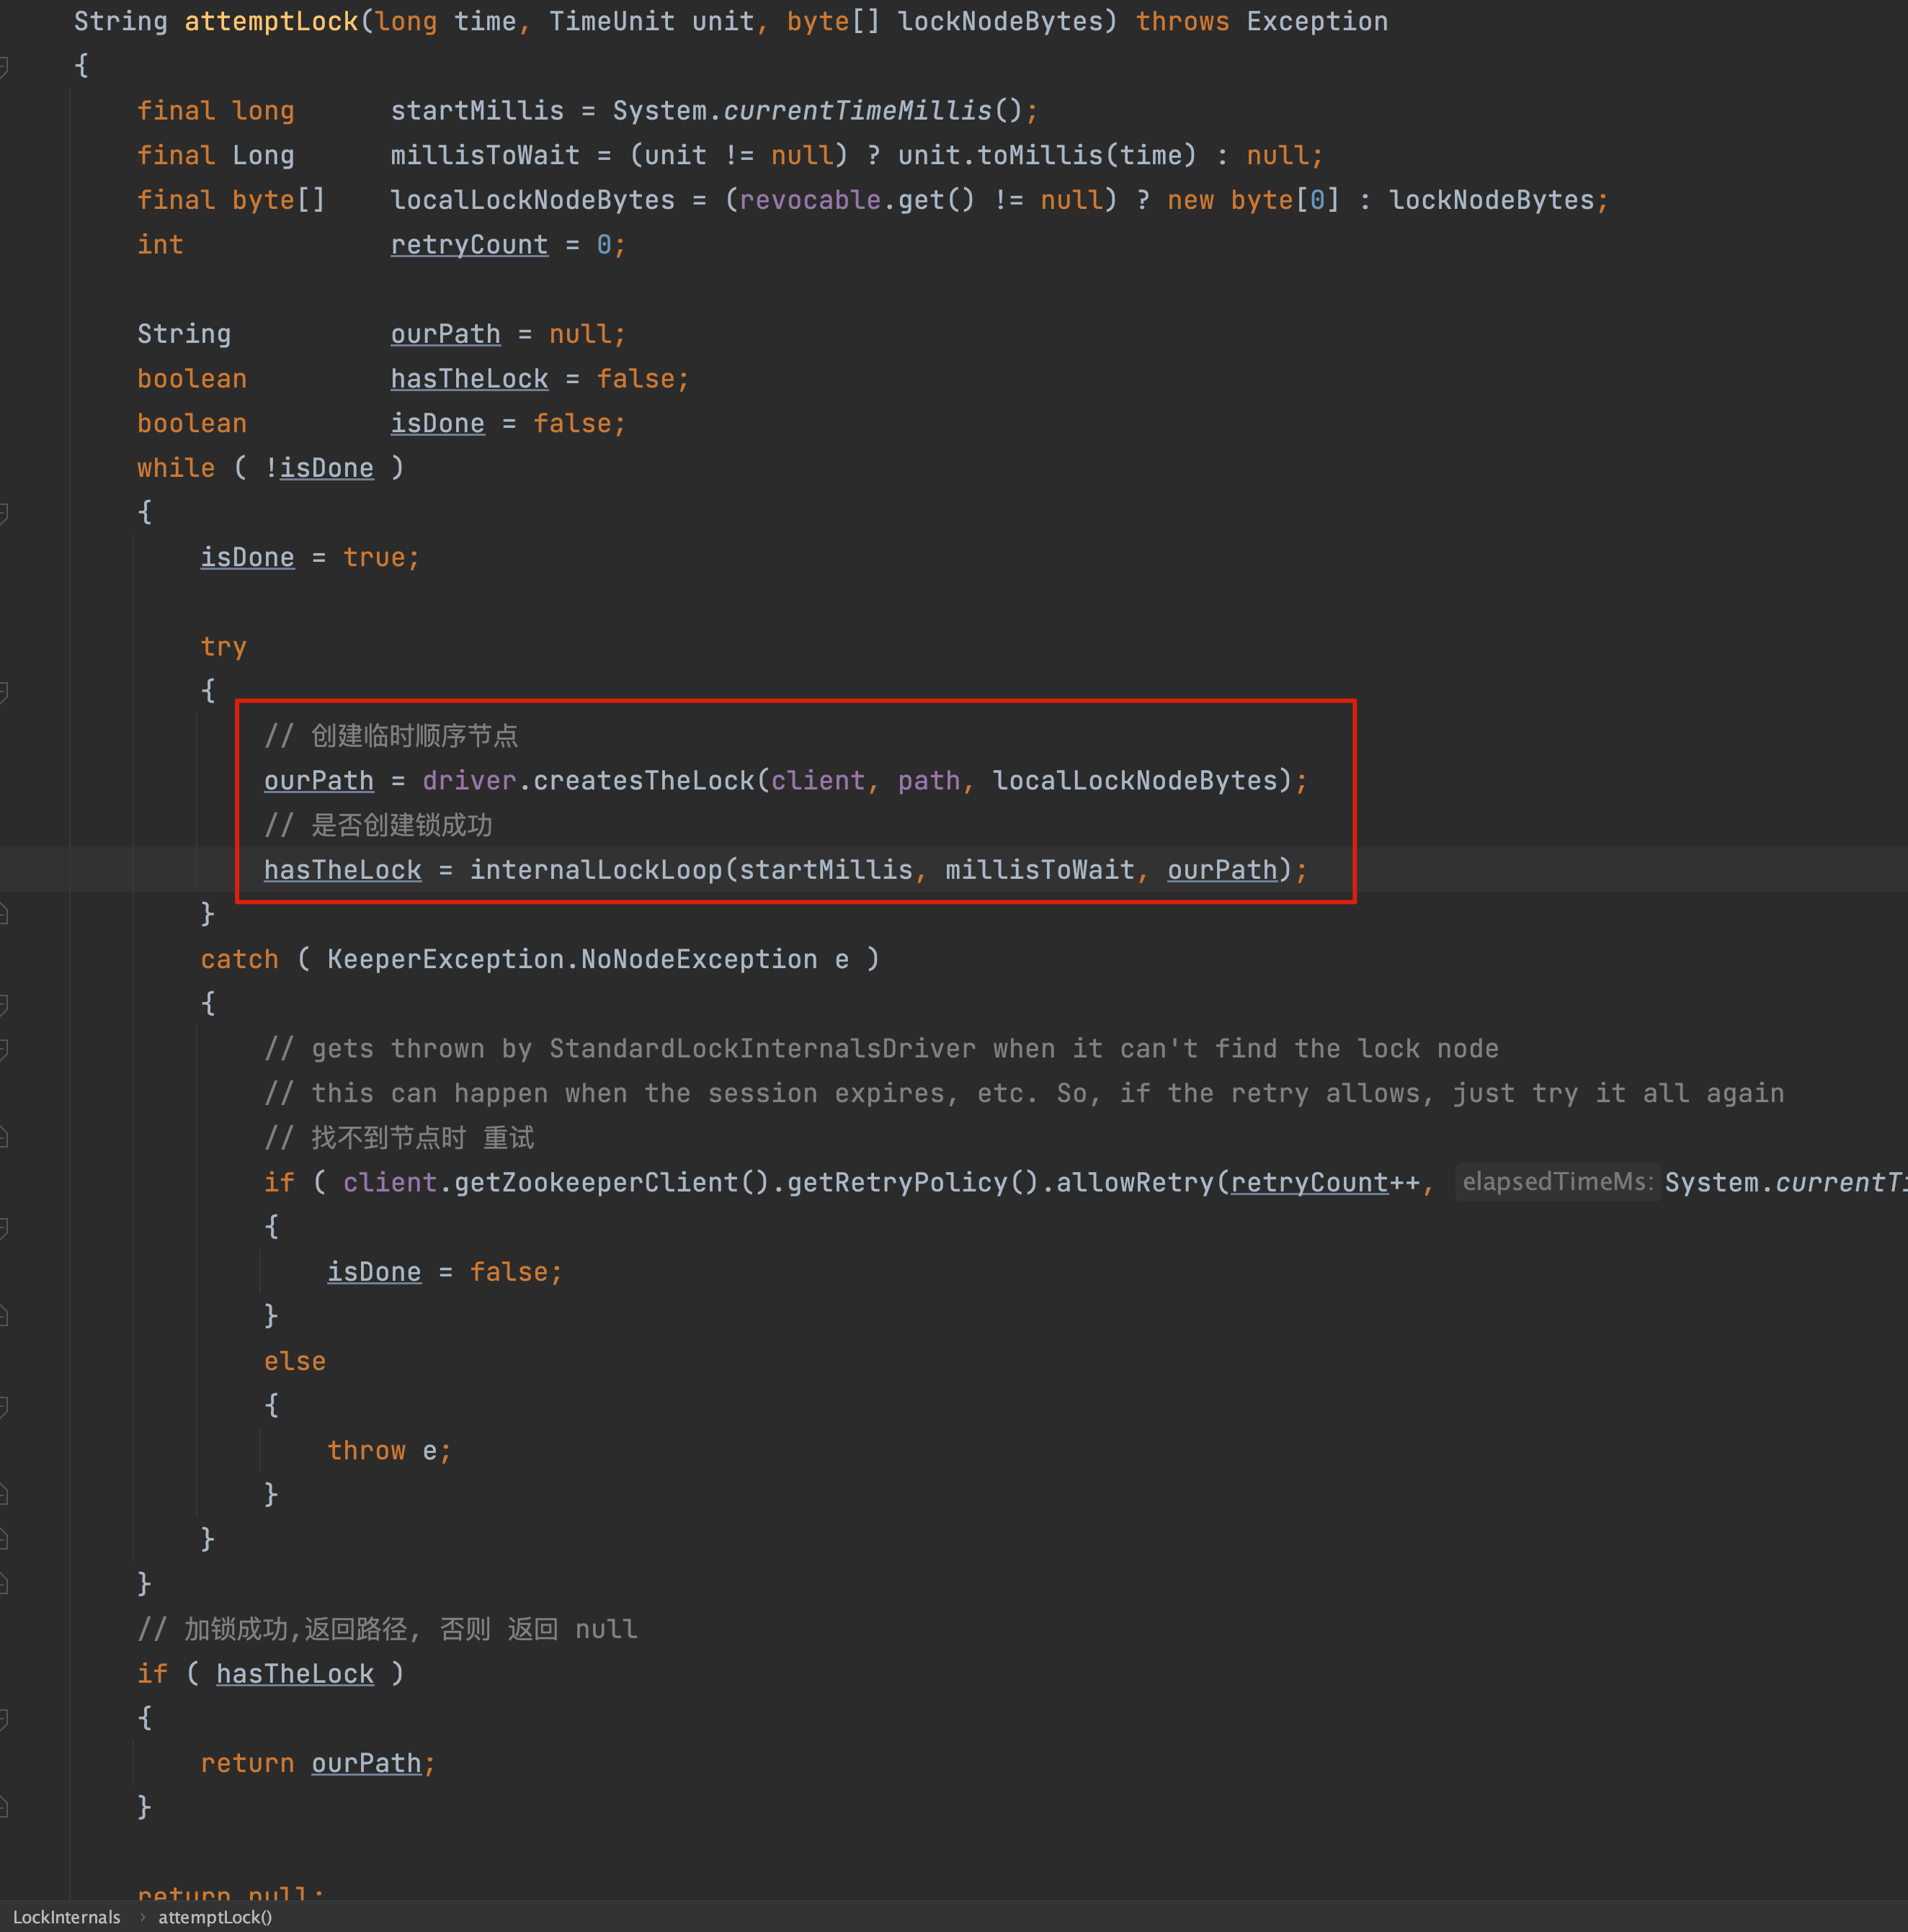 String attemptLock(long time, TimeUnit unit, byte[] lockNodeBytes) throws Exception
{
final long startMillis = System.currentTimeMillis();
final Long millisToWait = (unit != null) ? unit.toMillis(time) : null;
final byte[] localLockNodeBytes = (revocable.get() != null) ? new byte[0] : lockNodeBytes;
int retryCount = 0;
String ourPath = null;
boolean hasTheLock = false;
boolean isDone = false;
while ( !isDone )
{
isDone = true;
try
{
// 创建临时顺序节点
ourPath = driver.createsTheLock(client, path, localLockNodeBytes);
// 是否创建锁成功
hasTheLock = internalLockLoop(startMillis, millisToWait, ourPath);
}
catch ( KeeperException.NoNodeException e )
{
// gets thrown by StandardLockInternalsDriver when it can't find the lock node
// this can happen when the session expires, etc. So, if the retry allows, just try it all again
// 找不到节点时 重试
if ( client.getZookeeperClient().getRetryPolicy().allowRetry(retryCount++, elapsedTimeMs: System.currentTi
{
isDone = false;
}
else
{
throw e;
}
}
}
// 加锁成功,返回路径, 否则 返回 null
if ( hasTheLock )
{
return ourPath;
}
return null;
LockInternals › attemptLock()